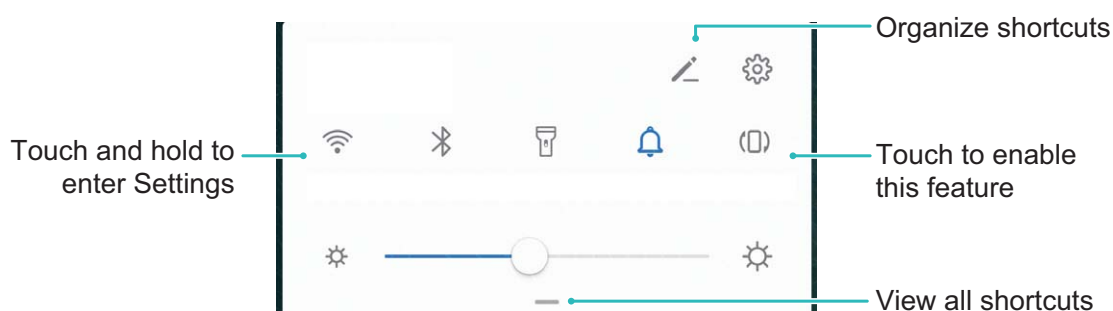 Organize shortcuts
Touch and hold to
enter Settings
Touch to enable
this feature
View all shortcuts